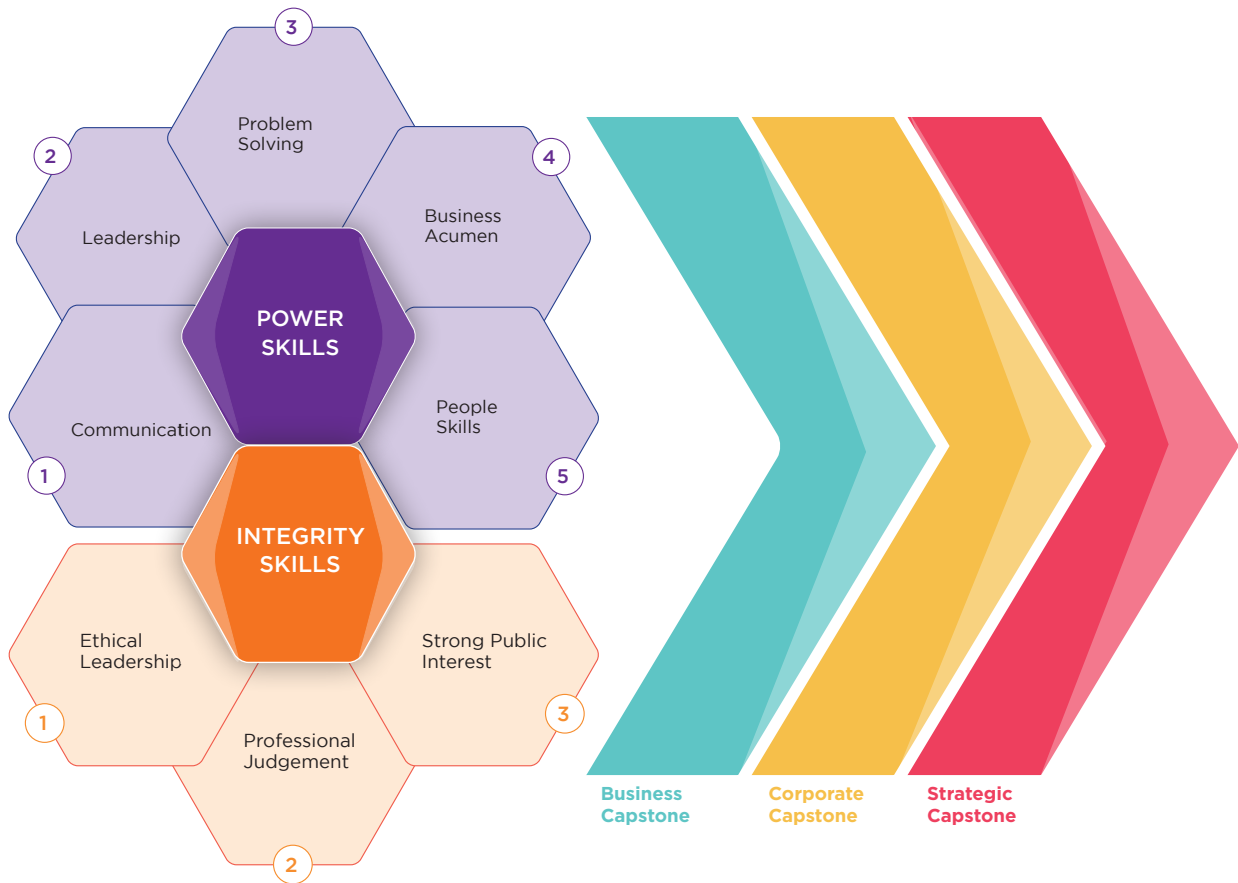 3
Problem
Solving
2
4
Leadership
Business
Acumen
POWER
SKILLS
Communication
People
Skills
1
5
INTEGRITY
SKILLS
Ethical
Leadership
Strong Public
Interest
1
3
Professional
Judgement
2
Business
Capstone
Corporate
Capstone
Strategic
Capstone